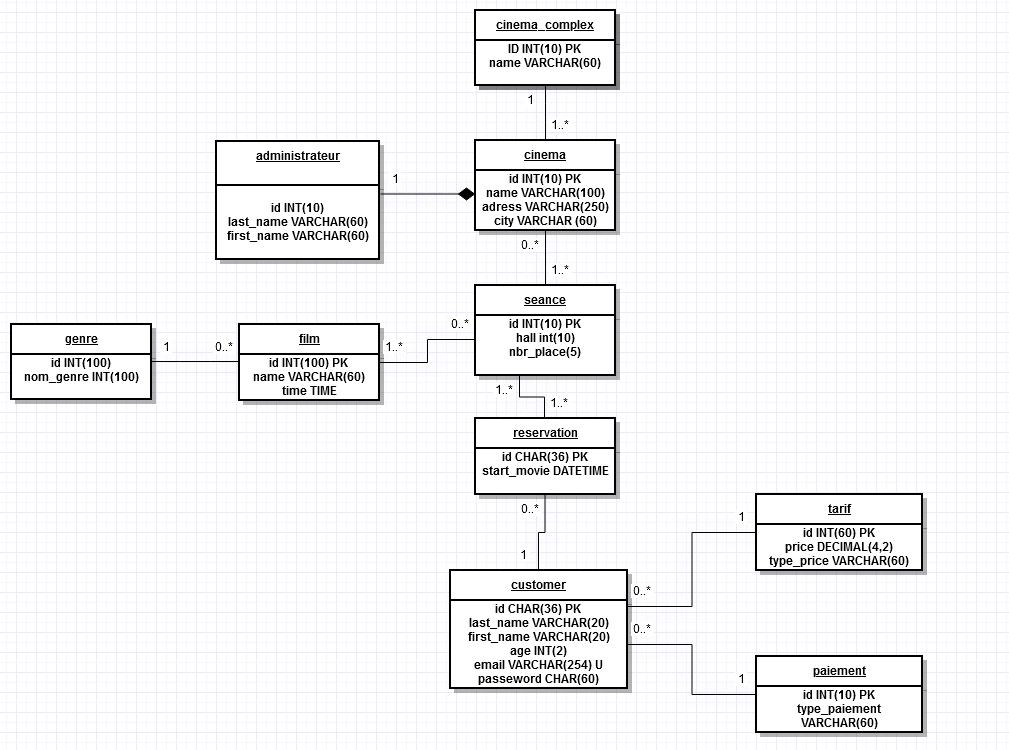 cinema_complex
ID INT(10) PK
name VARCHAR(60)
1
1..*
administrateur
id INT(10)
last_name VARCHAR(60)
first_name VARCHAR(60)
1
cinema
id INT(10) PK
name VARCHAR(100)
adress VARCHAR(250)
city VARCHAR (60)
0..*
1..*
genre
id INT(100)
nom_genre INT(100)
1
0..*
film
id INT(100) PK
name VARCHAR(60)
time TIME
1..*
0..*
seance
id INT(10) PK
hall int(10)
nbr_place(5)
1..*
1..*
reservation
id CHAR(36) PK
start_movie DATETIME
0..*
1
customer
id CHAR(36) PK
last_name VARCHAR(20)
first_name VARCHAR(20)
age INT(2)
email VARCHAR(254) U
passeword CHAR(60)
0..*
1
tarif
id INT(60) PK
price DECIMAL(4,2)
type_price VARCHAR(60)
0..*
1
paiement
id INT(10) PK
type_paiement
VARCHAR(60)